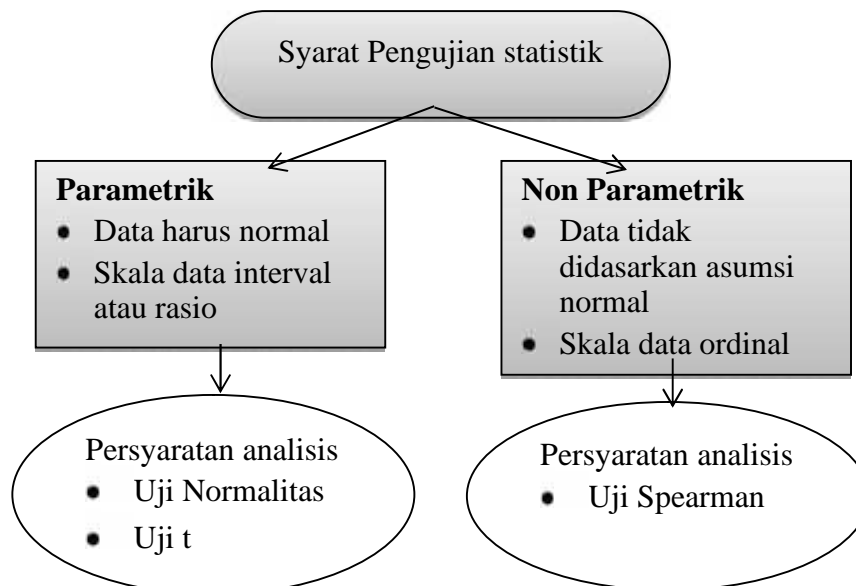 Syarat Pengujian statistik
Parametrik
• Data harus normal
• Skala data interval
atau rasio
Non Parametrik
• Data tidak
didasarkan asumsi
normal
• Skala data ordinal
Persyaratan analisis
• Uji Normalitas
• Uji t
Persyaratan analisis
• Uji Spearman